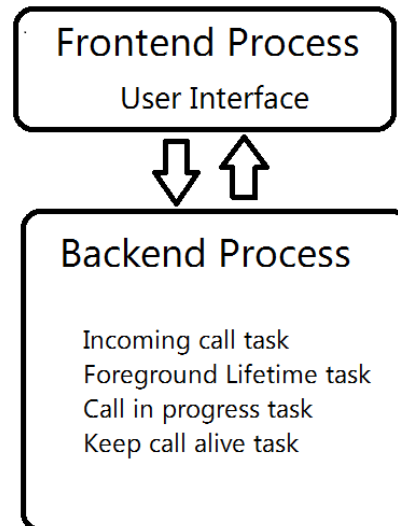 Frontend Process
User Interface
Backend Process
Incoming call task
Foreground Lifetime task
Call in progress task
Keep call alive task